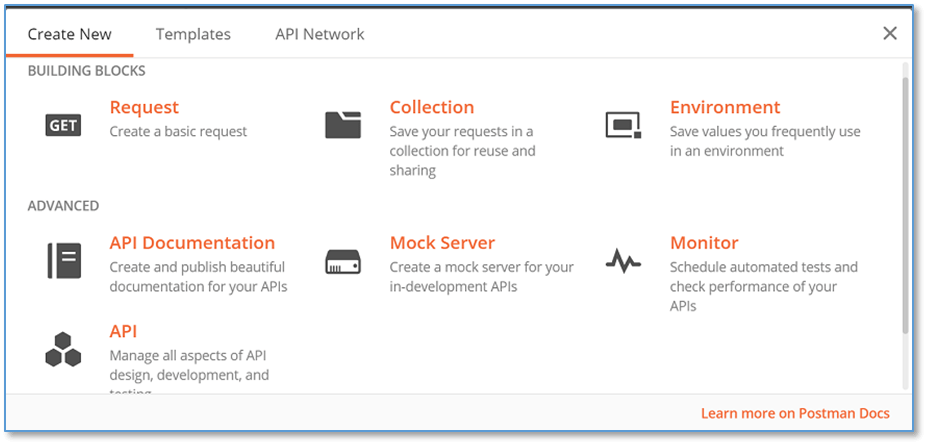 Create New
Templates
API Network
BUILDING BLOCKS
GET
Request
Create a basic request
Collection
Save your requests in a
collection for reuse and
sharing
Environment
Save values you frequently use
in an environment
ADVANCED
API Documentation
Create and publish beautiful
documentation for your APIs
Mock Server
Create a mock server for your
in-development APIs
Monitor
Schedule automated tests and
check performance of your
APIs
API
Manage all aspects of API
design, development, and
testing
Learn more on Postman Docs